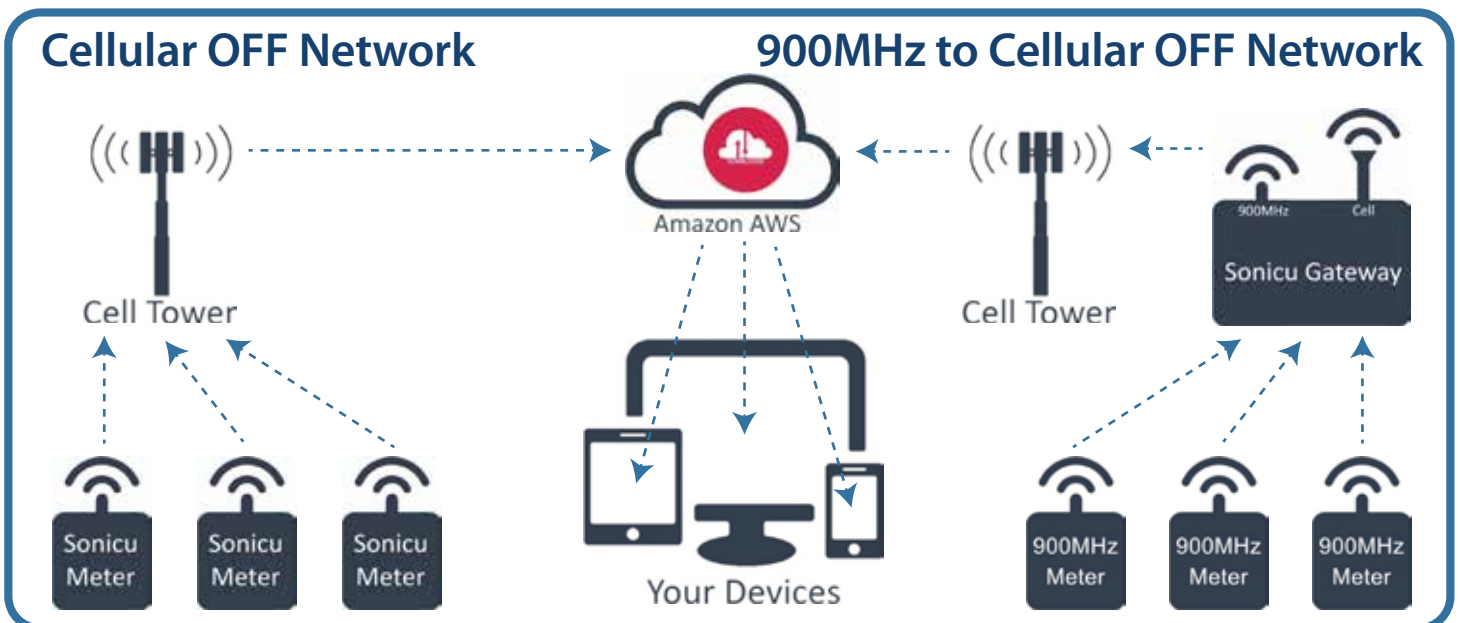 Cellular OFF Network
900MHz to Cellular OFF Network
Amazon AWS
900MHz
Cell
Sonicu Gateway
Cell Tower
Cell Tower
Sonicu
Meter
Sonicu
Meter
Sonicu
Meter
Your Devices
900MHz
Meter
900MHz
Meter
900MHz
Meter